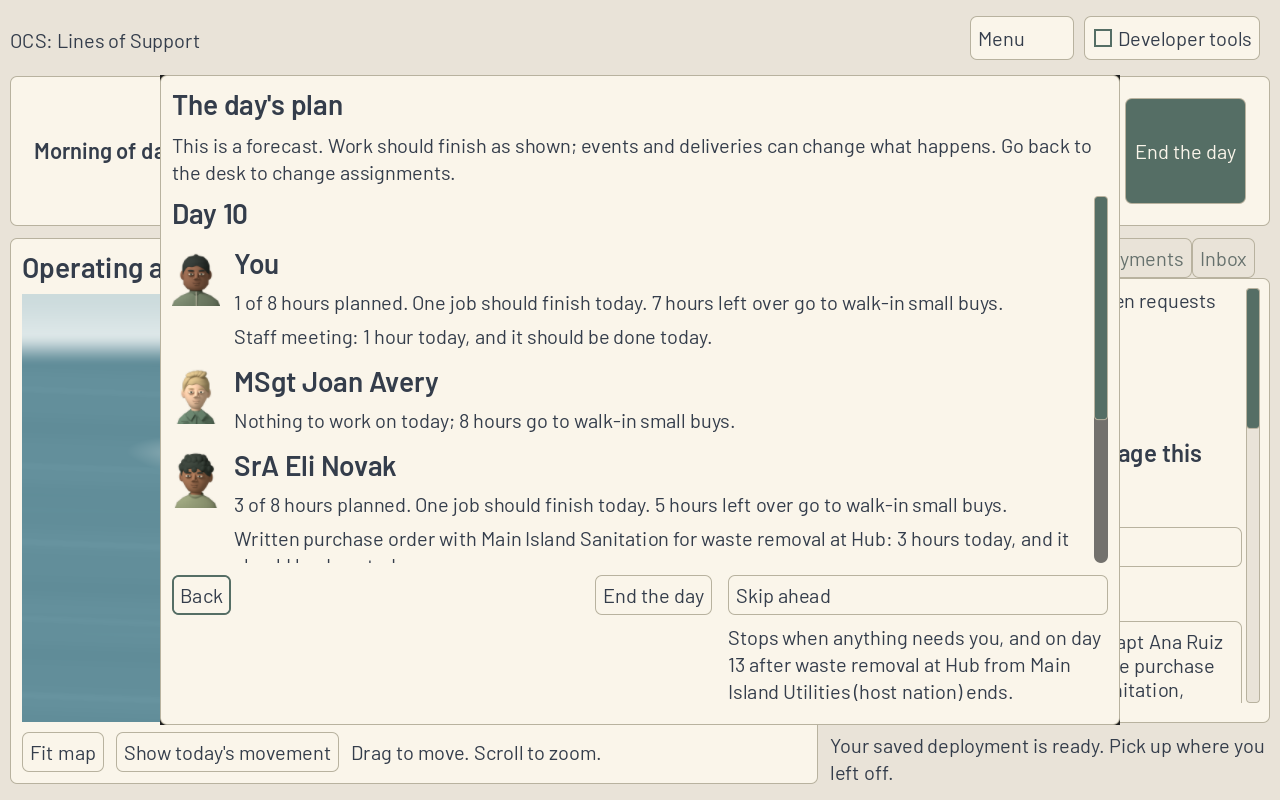 OCS: Lines of Support
Menu
Developer tools
Morning of da
End the day
The day's plan
This is a forecast. Work should finish as shown; events and deliveries can change what happens. Go back to
the desk to change assignments.
Day 10
You
1 of 8 hours planned. One job should finish today. 7 hours left over go to walk-in small buys.
Staff meeting: 1 hour today, and it should be done today.
MSgt Joan Avery
Nothing to work on today; 8 hours go to walk-in small buys.
SrA Eli Novak
3 of 8 hours planned. One job should finish today. 5 hours left over go to walk-in small buys.
Written purchase order with Main Island Sanitation for waste removal at Hub: 3 hours today, and it
Back
End the day
Skip ahead
Stops when anything needs you, and on day
13 after waste removal at Hub from Main
Island Utilities (host nation) ends.
Operating a
yments
Inbox
en requests
age this
apt Ana Ruiz
e purchase
itation,
Fit map
Show today's movement
Drag to move. Scroll to zoom.
Your saved deployment is ready. Pick up where you
left off.